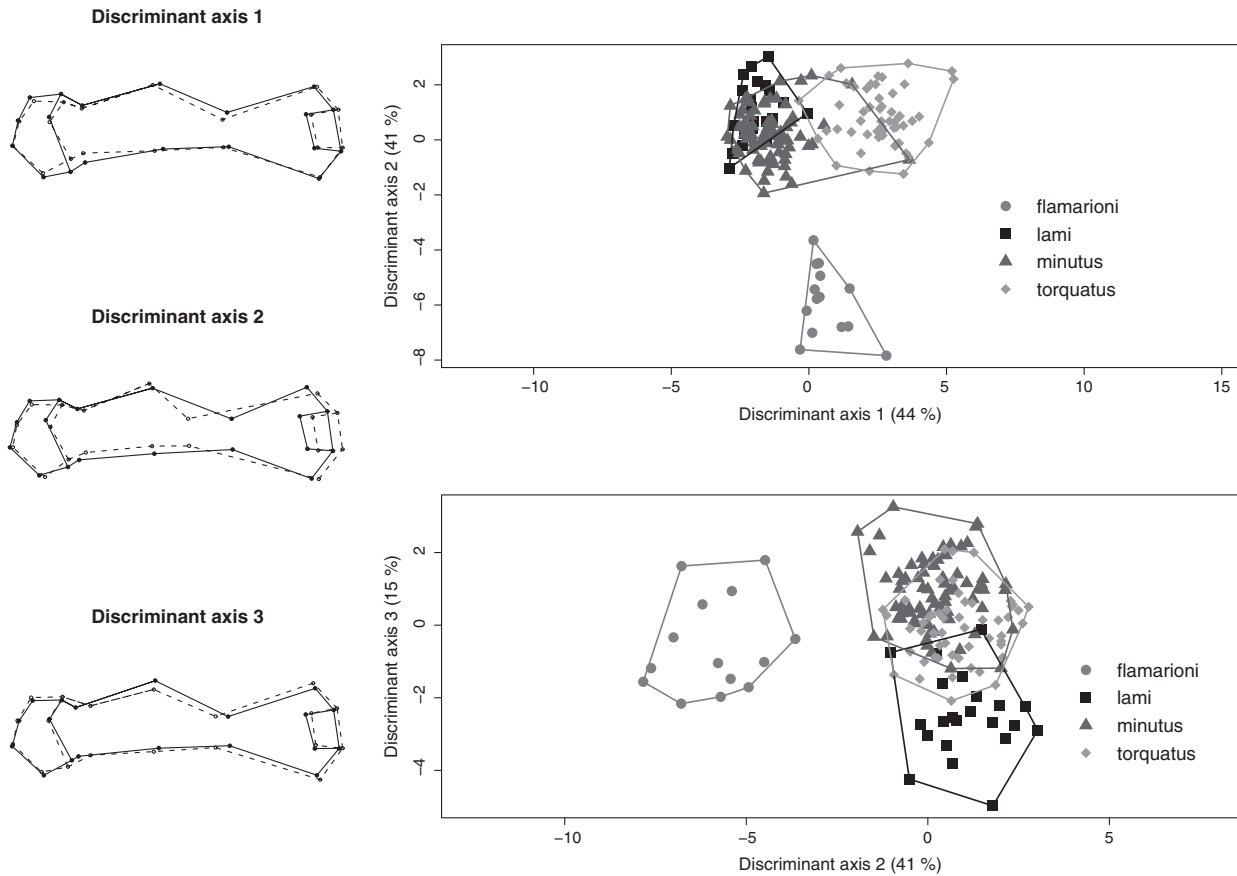 Discriminant axis 1
Discriminant axis 2
Discriminant axis 3
Discriminant axis 2 (41 %)
2
0
−2
−4
−6
−8
−10
−5
0
5
10
15
Discriminant axis 1 (44 %)
flamarioni
lami
minutus
torquatus
Discriminant axis 3 (15 %)
2
0
−2
−4
−10
−5
0
5
Discriminant axis 2 (41 %)
flamarioni
lami
minutus
torquatus